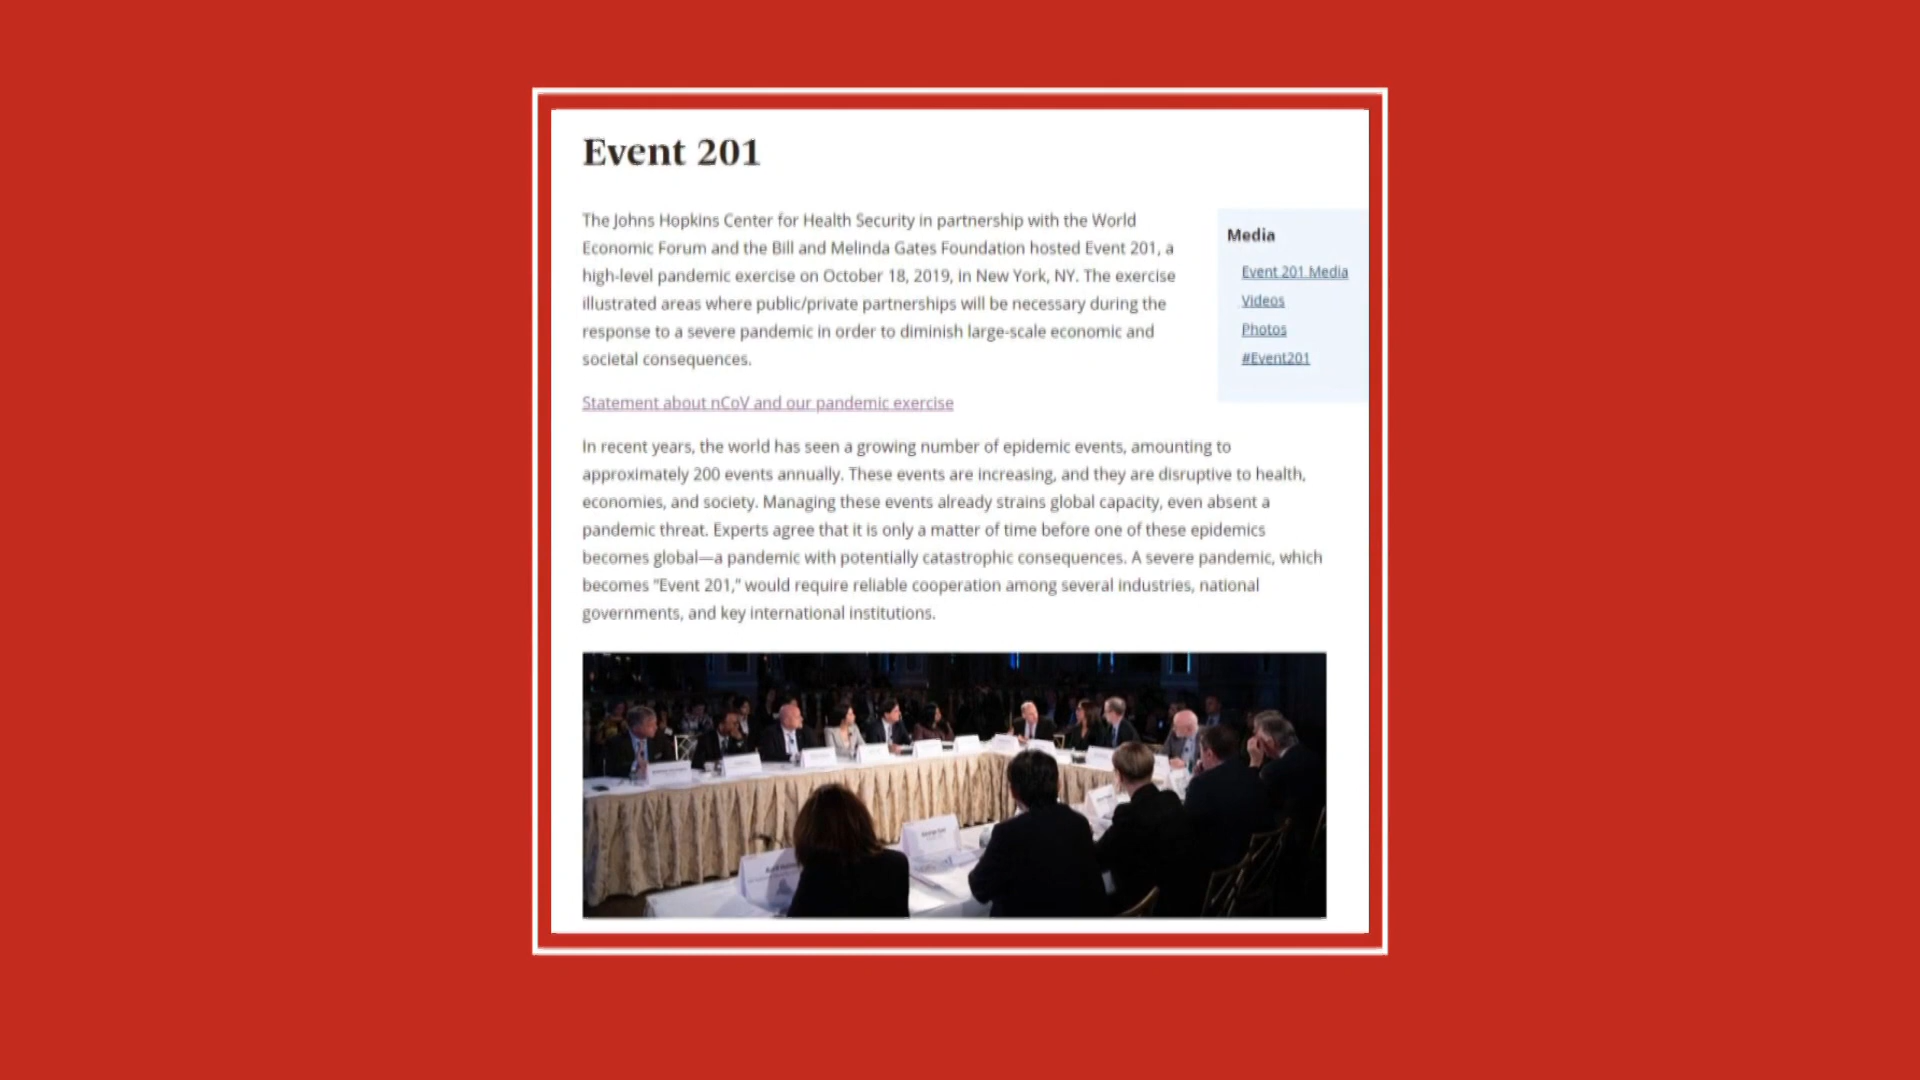 Event 201
The Johns Hopkins Center for Health Security in partnership with the World
Economic Forum and the Bill and Melinda Gates Foundation hosted Event 201, a
high-level pandemic exercise on October 18, 2019, in New York, NY. The exercise
illustrated areas where public/private partnerships will be necessary during the
response to a severe pandemic in order to diminish large-scale economic and
societal consequences.
Media
Event 201 Media
Videos
Photos
#Event201
Statement about nCoV and our pandemic exercise
In recent years, the world has seen a growing number of epidemic events, amounting to
approximately 200 events annually. These events are increasing, and they are disruptive to health,
economies, and society. Managing these events already strains global capacity, even absent a
pandemic threat. Experts agree that it is only a matter of time before one of these epidemics
becomes global—a pandemic with potentially catastrophic consequences. A severe pandemic, which
becomes "Event 201," would require reliable cooperation among several industries, national
governments, and key international institutions.